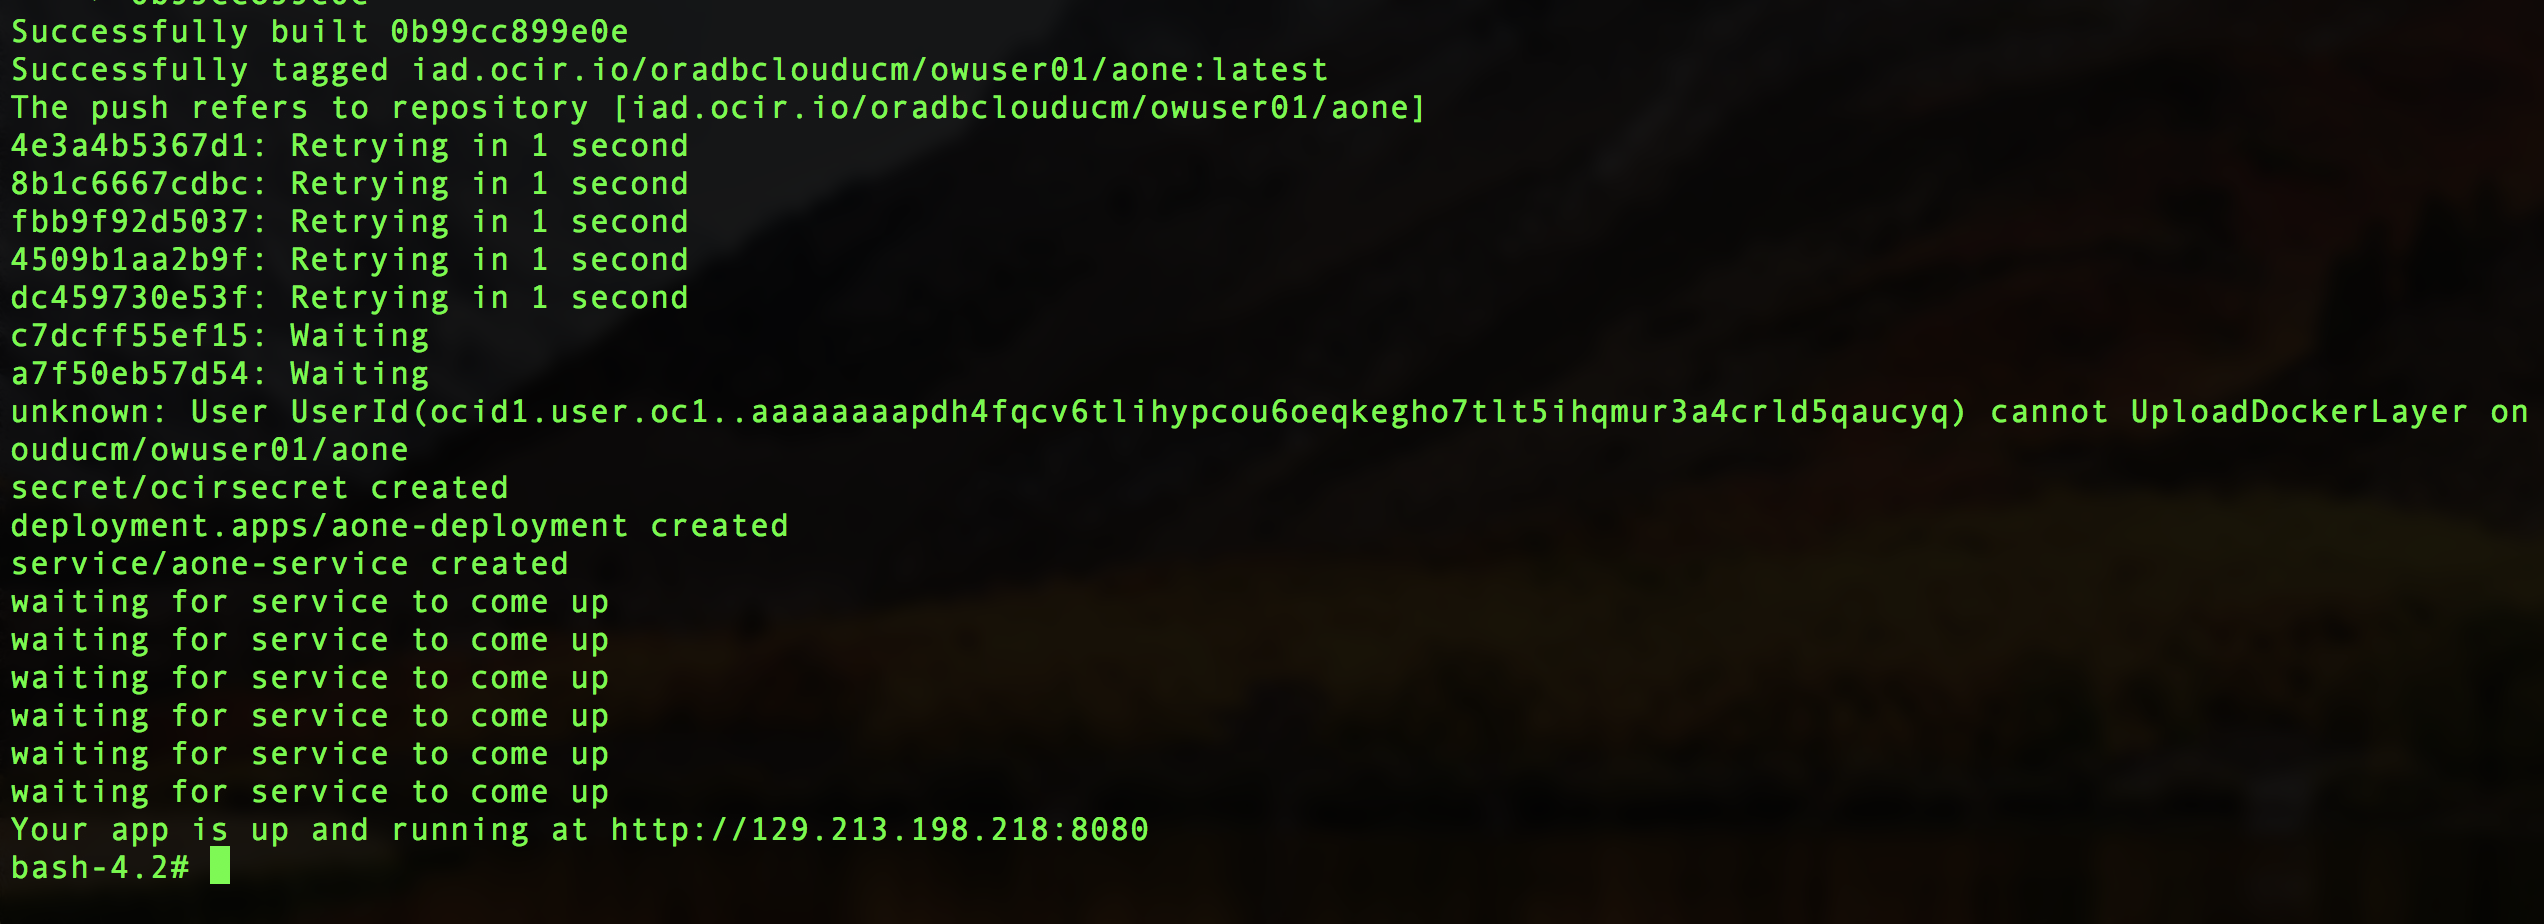 Successfully built 0b99cc899e0e
Successfully tagged iad.ocir.io/oradbclouducm/owuser01/aone:latest
The push refers to repository [iad.ocir.io/oradbclouducm/owuser01/aone]
4e3a4b5367d1: Retrying in 1 second
8b1c6667cdbc: Retrying in 1 second
fbb9f92d5037: Retrying in 1 second
4509b1aa2b9f: Retrying in 1 second
dc459730e53f: Retrying in 1 second
c7dcff55ef15: Waiting
a7f50eb57d54: Waiting
unknown: User UserId(ocid1.user.oc1..aaaaaaaapdh4fqcv6tlihypcou6oeqkegho7tlt5ihqmur3a4crld5qaucyq) cannot UploadDockerLayer on
ouducm/owuser01/aone
secret/ocirsecret created
deployment.apps/aone-deployment created
service/aone-service created
waiting for service to come up
waiting for service to come up
waiting for service to come up
waiting for service to come up
waiting for service to come up
waiting for service to come up
Your app is up and running at http://129.213.198.218:8080
bash-4.2#